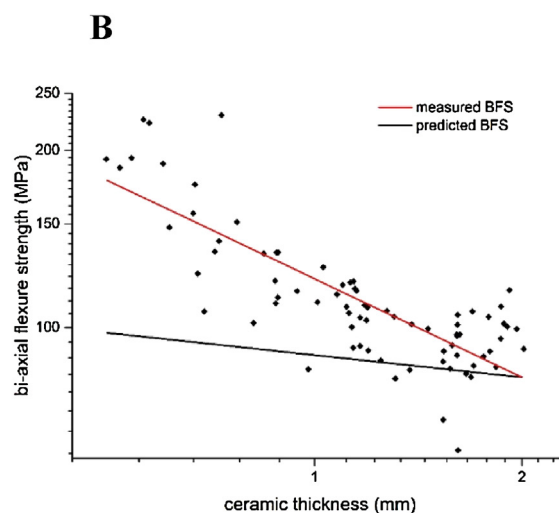 B
250
200
150
100
bi-axial flexure strength (MPa)
measured BFS
predicted BFS
1
2
ceramic thickness (mm)